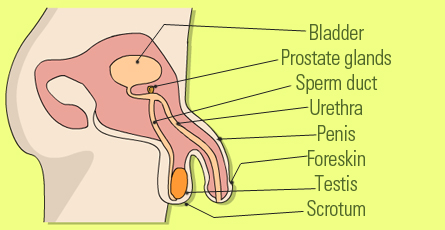 Bladder
Prostate glands
Sperm duct
Urethra
Penis
Foreskin
Testis
Scrotum